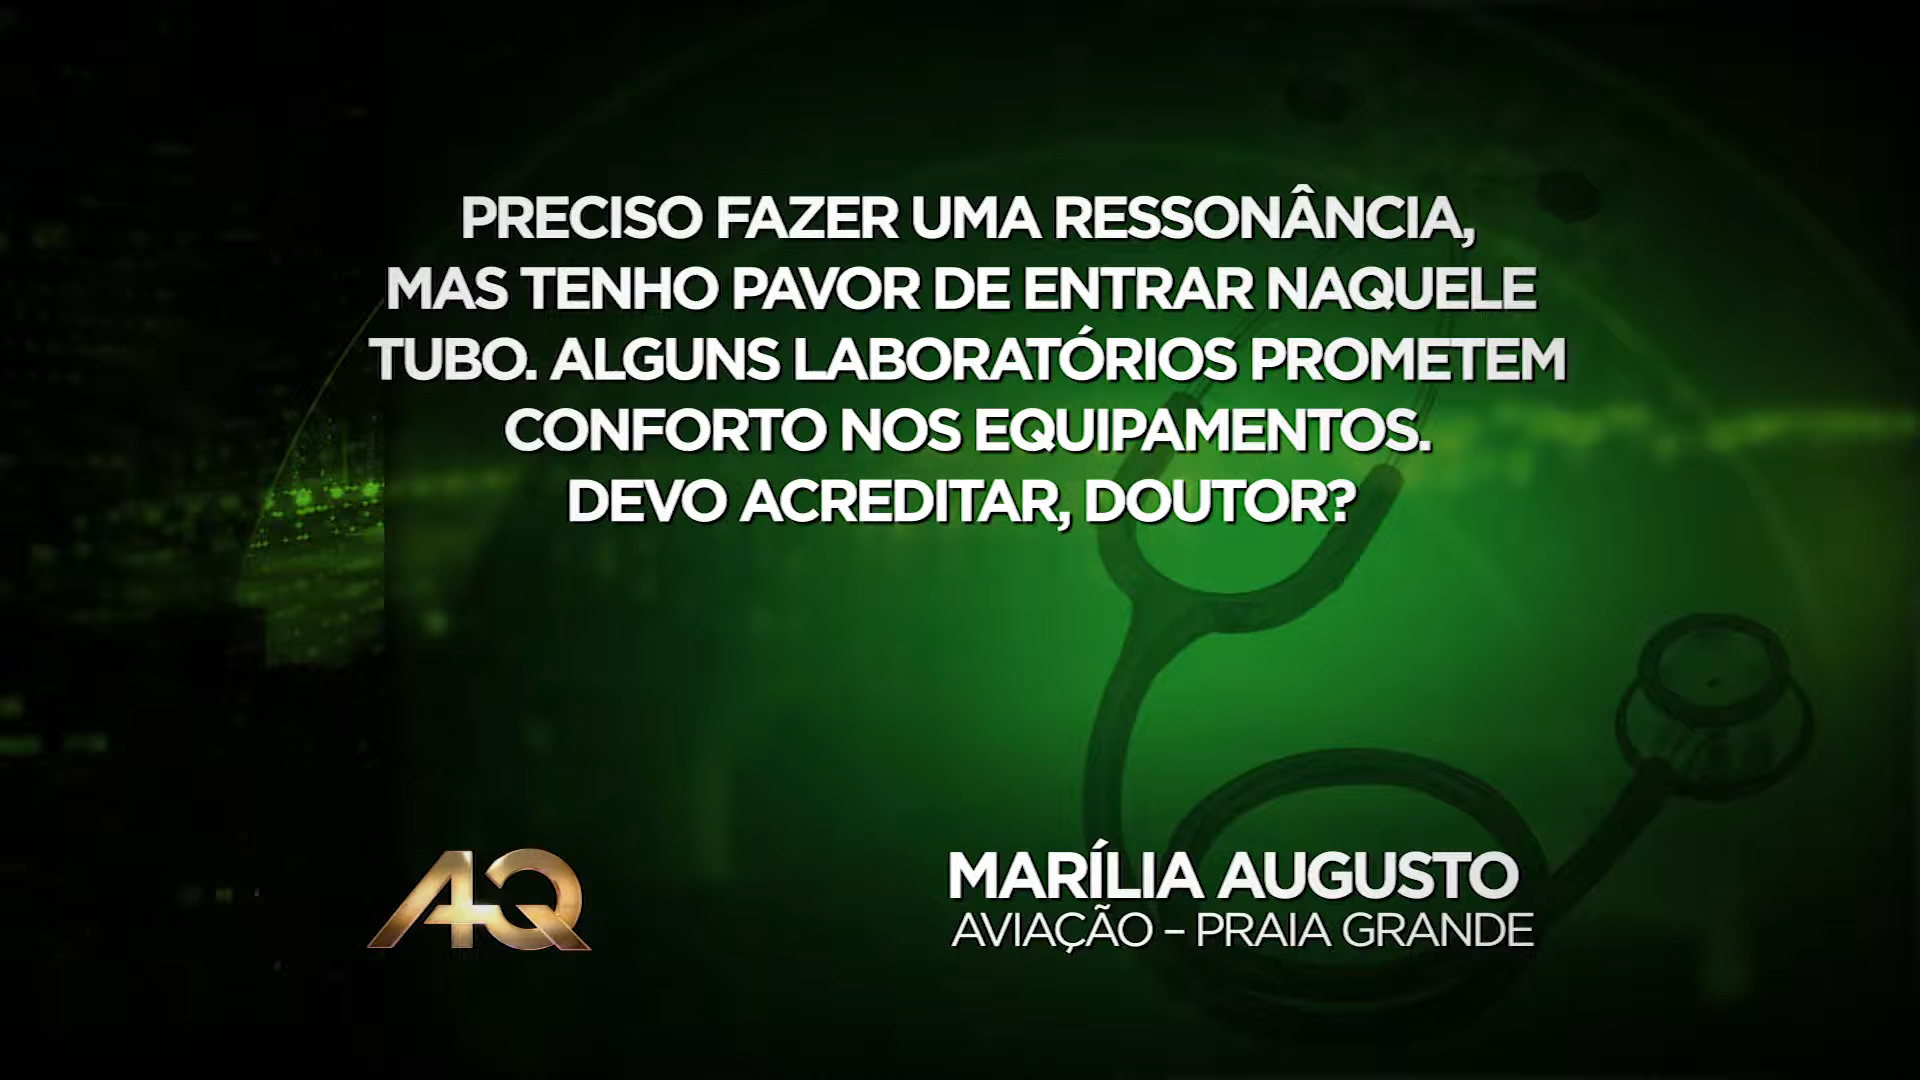 PRECISO FAZER UMA RESSONÂNCIA,
MAS TENHO PAVOR DE ENTRAR NAQUELE
TUBO. ALGUNS LABORATÓRIOS PROMETEM
CONFORTO NOS EQUIPAMENTOS.
DEVO ACREDITAR, DOUTOR?
AQ
MARÍLIA AUGUSTO
AVIAÇÃO – PRAIA GRANDE